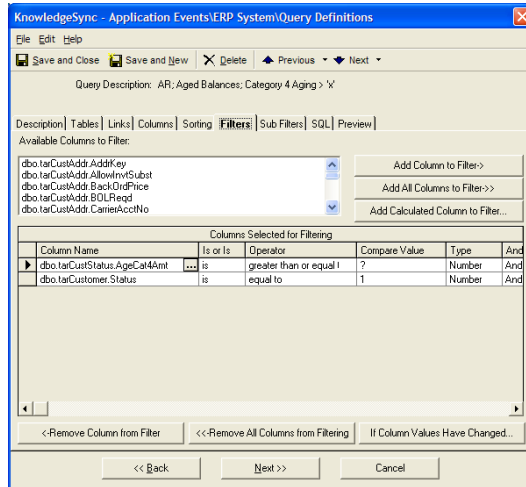 KnowledgeSync - Application Events\ERP System\Query Definitions
File Edit Help
Save and Close Save and New Delete Previous Next
Query Description: AR; Aged Balances; Category 4 Aging > 'x'
Description Tables Links Columns Sorting Filters Sub Filters SQL Preview
Available Columns to Filter:
dbo.tarCustAddr.AddrKey
dbo.tarCustAddr.AllowInvtSubst
dbo.tarCustAddr.BackOrdPrice
dbo.tarCustAddr.BOLReqd
dbo.tarCustAddr.CarrierAcctNo
Add Column to Filter->
Add All Columns to Filter->>
Add Calculated Column to Filter...
Columns Selected for Filtering
Column Name Is or Is Operator Compare Value Type And
dbo.tarCustStatus.AgeCat4Amt ... is greater than or equal t ? Number And
dbo.tarCustomer.Status is equal to 1 Number And
<-Remove Column from Filter <<-Remove All Columns from Filtering If Column Values Have Changed...
<< Back Next >> Cancel